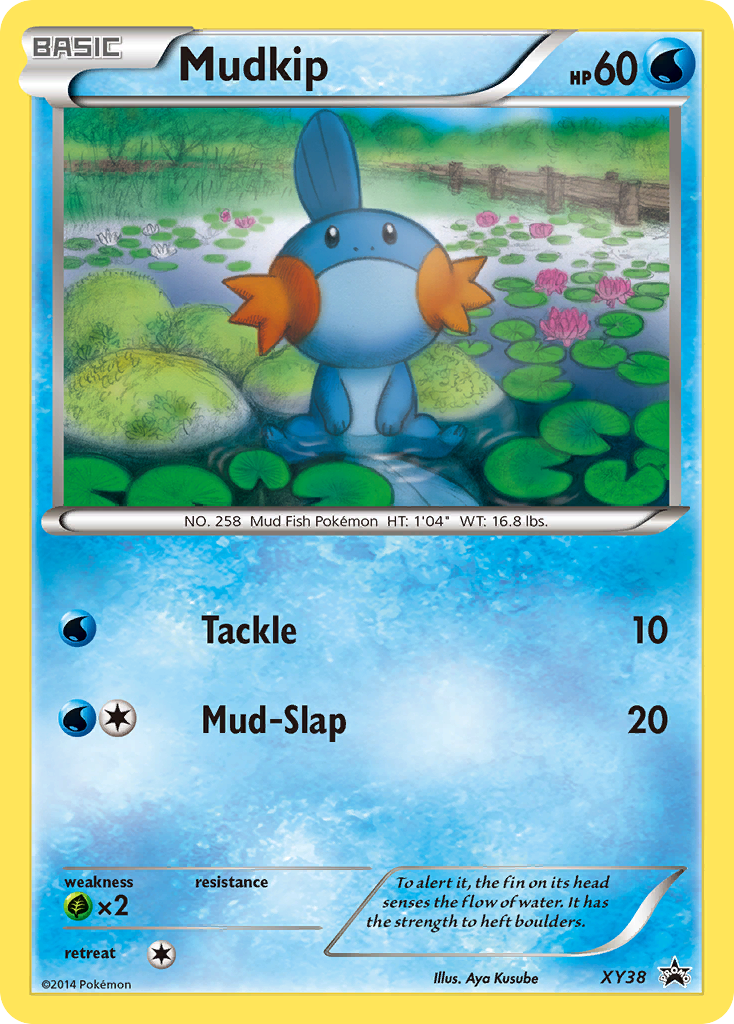 BASIC
Mudkip
HP60
NO. 258 Mud Fish Pokémon HT: 1'04" WT: 16.8 lbs.
Tackle 10
Mud-Slap 20
weakness
×2
resistance
retreat
To alert it, the fin on its head
senses the flow of water. It has
the strength to heft boulders.
©2014 Pokémon
Illus. Aya Kusube
XY38
PROMO